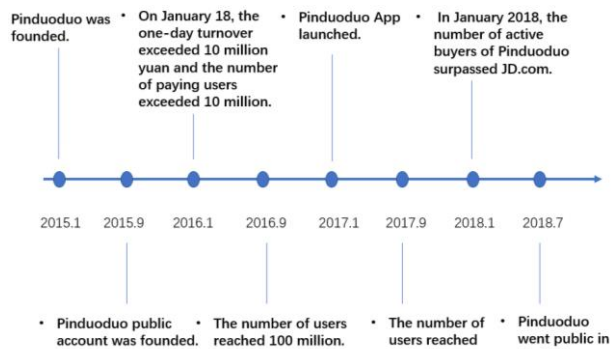 Pinduoduo was
founded.
• On January 18, the
one-day turnover
exceeded 10 million
yuan and the number
of paying users
exceeded 10 million.
• Pinduoduo App
launched.
• In January 2018, the
number of active
buyers of Pinduoduo
surpassed JD.com.
2015.1 2015.9 2016.1 2016.9 2017.1 2017.9 2018.1 2018.7
• Pinduoduo public
account was founded.
• The number of users
reached 100 million.
• The number of
users reached
• Pinduoduo
went public in